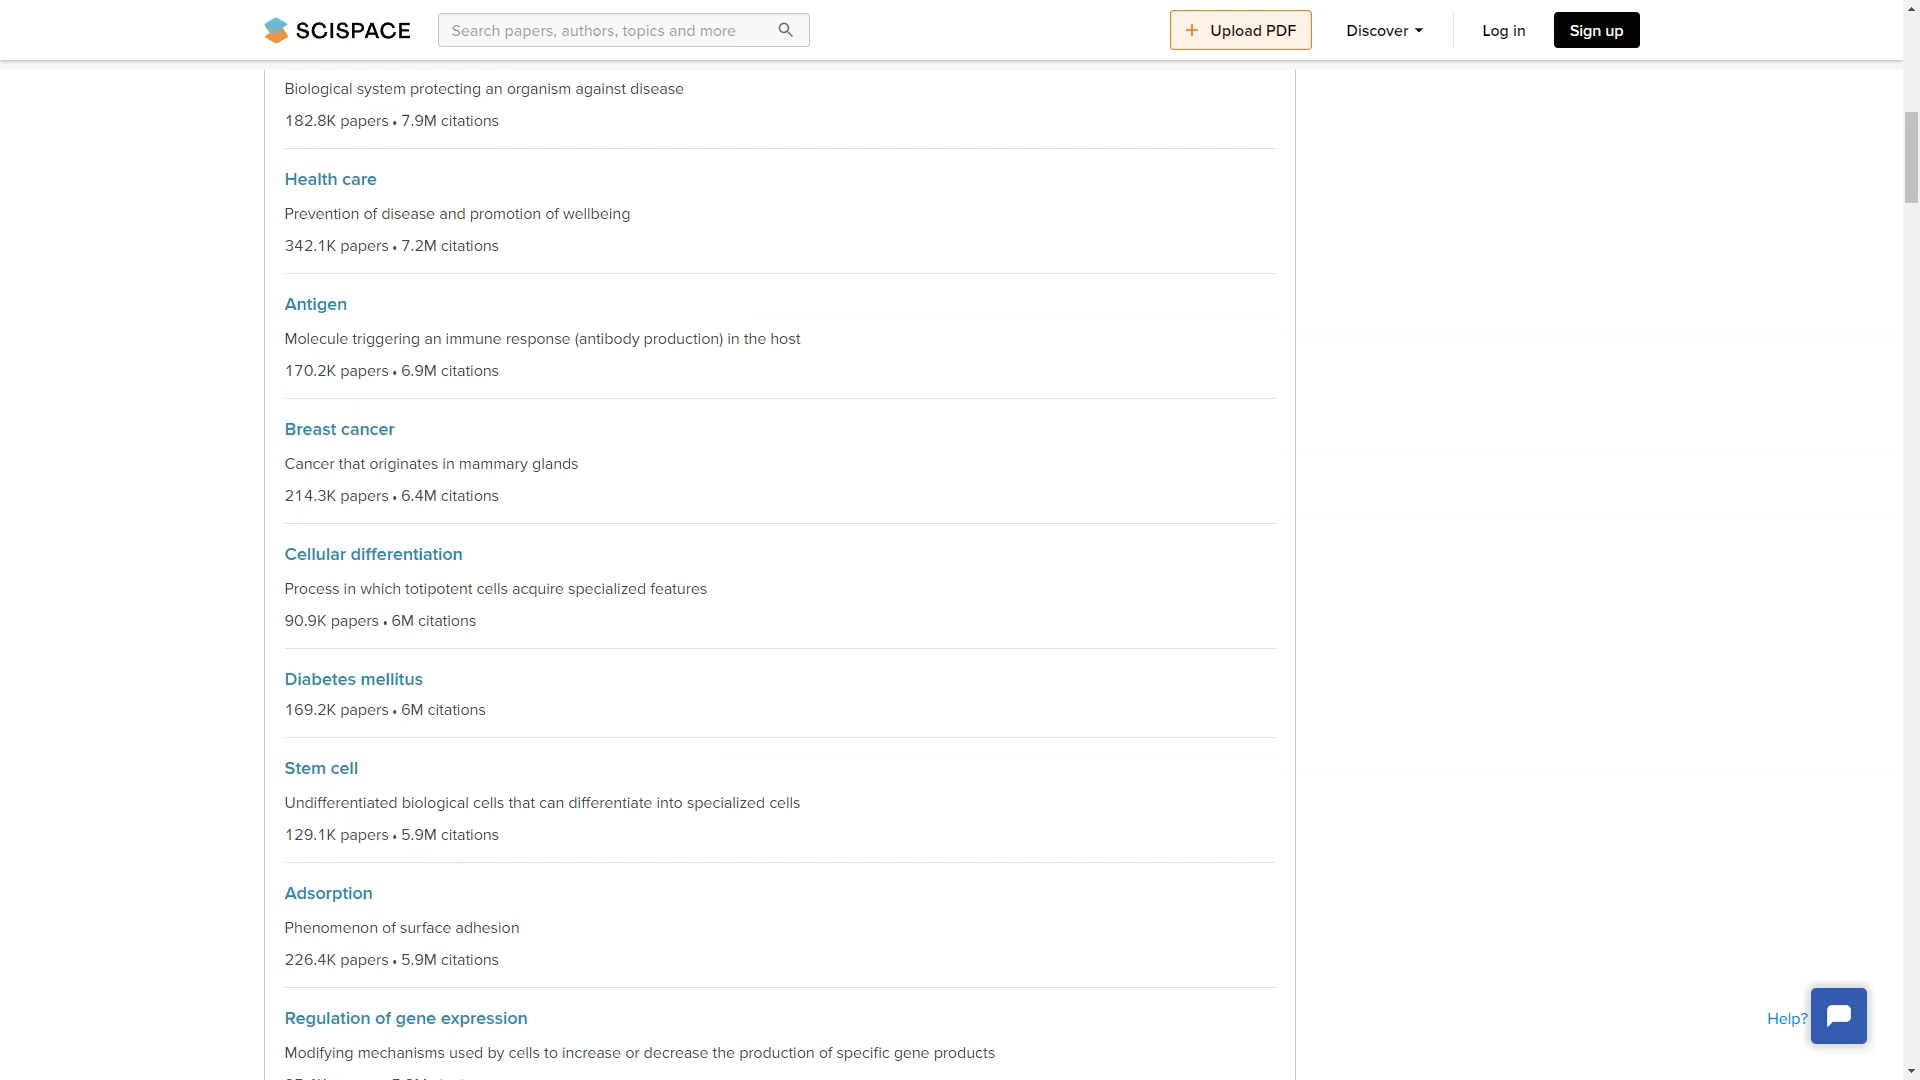 SCISPACE
Search papers, authors, topics and more
Upload PDF
Discover
Log in
Sign up
Biological system protecting an organism against disease
182.8K papers • 7.9M citations
Health care
Prevention of disease and promotion of wellbeing
342.1K papers • 7.2M citations
Antigen
Molecule triggering an immune response (antibody production) in the host
170.2K papers • 6.9M citations
Breast cancer
Cancer that originates in mammary glands
214.3K papers • 6.4M citations
Cellular differentiation
Process in which totipotent cells acquire specialized features
90.9K papers • 6M citations
Diabetes mellitus
169.2K papers • 6M citations
Stem cell
Undifferentiated biological cells that can differentiate into specialized cells
129.1K papers • 5.9M citations
Adsorption
Phenomenon of surface adhesion
226.4K papers • 5.9M citations
Regulation of gene expression
Help?
Modifying mechanisms used by cells to increase or decrease the production of specific gene products